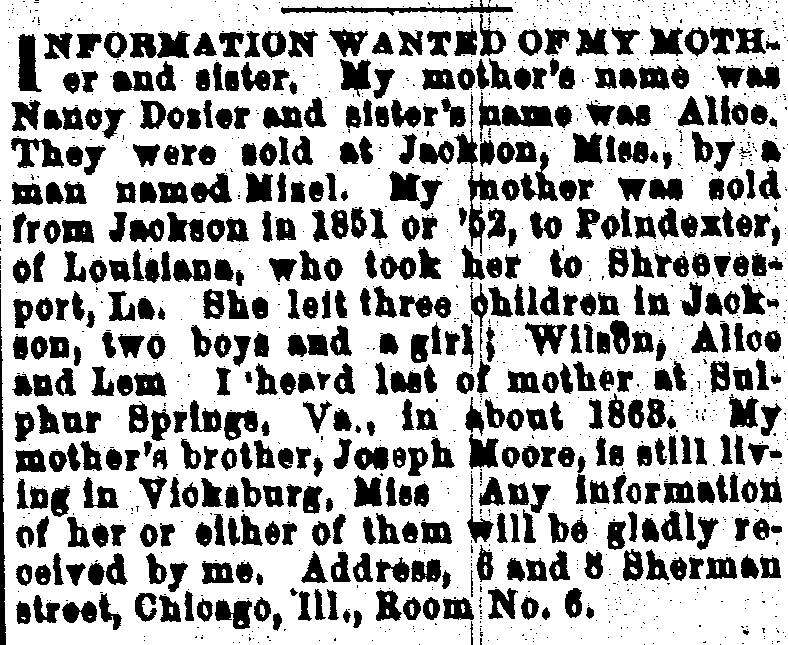 INFORMATION WANTED OF MY MOTH-
er and sister. My mother's name was
Nancy Dosier and sister's name was Alice.
They were sold at Jackson, Miss., by a
man named Mizel. My mother was sold
from Jackson in 1851 or '52, to Poindexter,
of Louisiana, who took her to Shreeves-
port, La. She left three children in Jack-
son, two boys and a girl; Wilson, Alice
and Lem I heard last of mother at Sul-
phur Springs, Va., in about 1863. My
mother's brother, Joseph Moore, is still liv-
ing in Vicksburg, Miss Any information
of her or either of them will be gladly re-
ceived by me. Address, 6 and 8 Sherman
street, Chicago, Ill., Room No. 6.